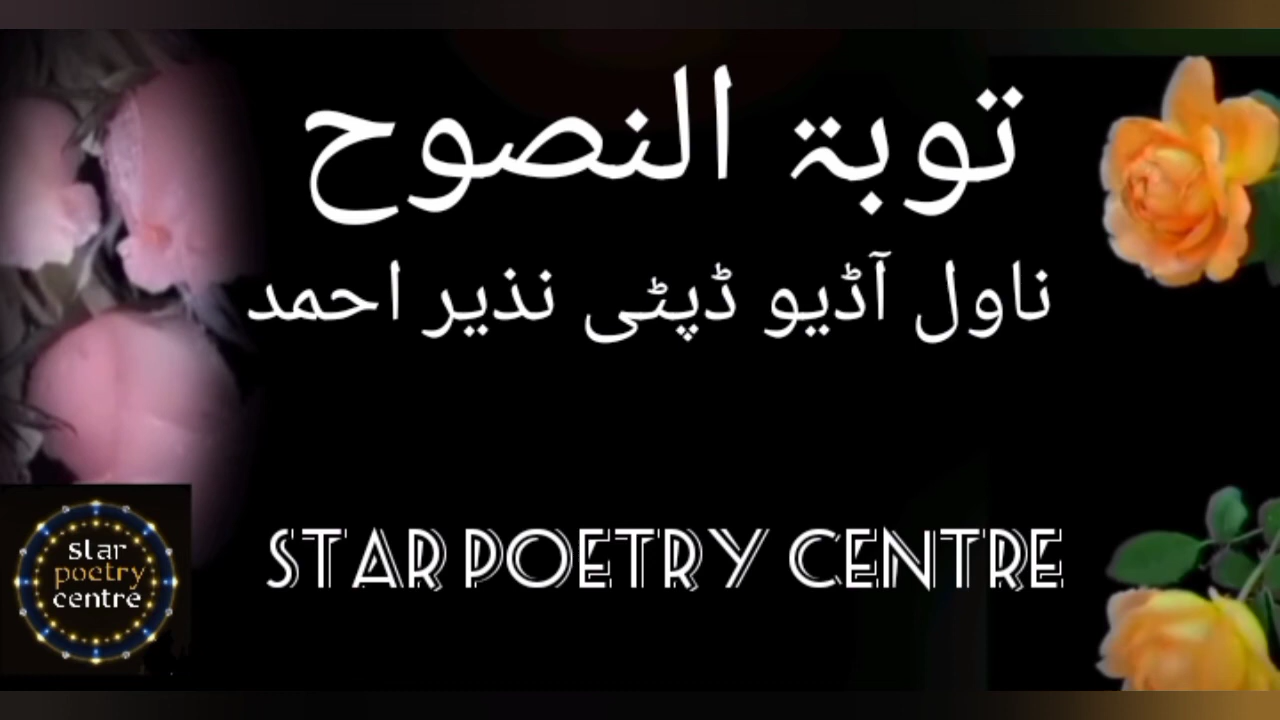 توبۃ النصوح
ناول آڈیو ڈپٹی نذیر احمد
STAR POETRY CENTRE
star
poetry
centre